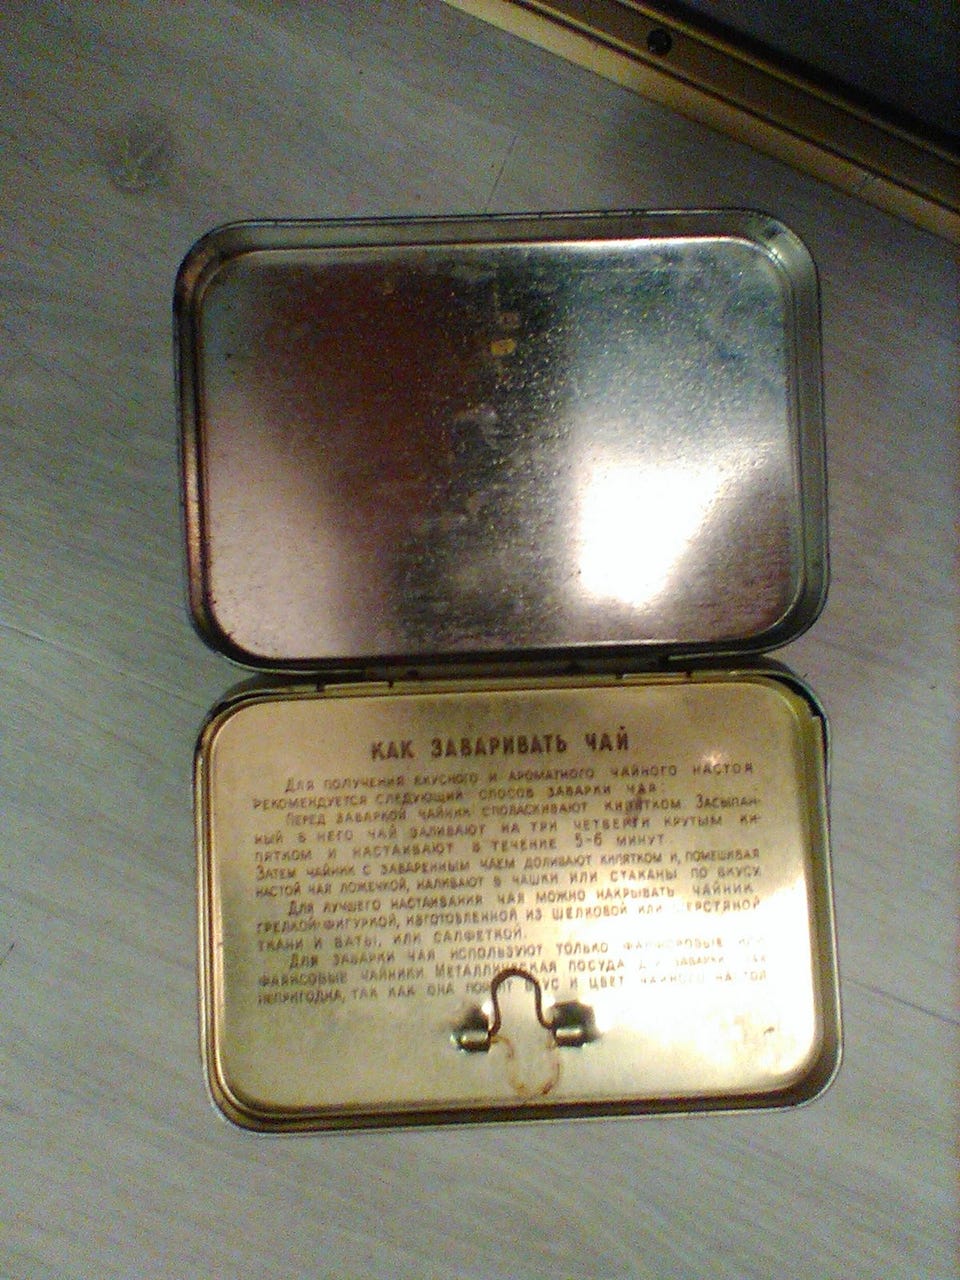 КАК ЗАВАРИВАТЬ ЧАЙ
Для получения вкусного и ароматного чайного настоя
рекомендуется следующий способ заварки чая:
Перед заваркой чайник споласкивают кипятком. Засыпан-
ный в него чай заливают на три четверти крутым ки-
пятком и настаивают в течение 5-6 минут.
Затем чайник с заваренным чаем доливают кипятком и, помешивая
настой чая ложечкой, наливают в чашки или стаканы по вкусу.
Для лучшего настаивания чая можно накрывать чайник
грелкой-фигуркой, изготовленной из шелковой или шерстяной
ткани и ваты, или салфеткой.
Для заварки чая используют только фарфоровые или
фаянсовые чайники. Металлическая посуда для заварки чая
непригодна, так как она портит вкус и цвет чайного